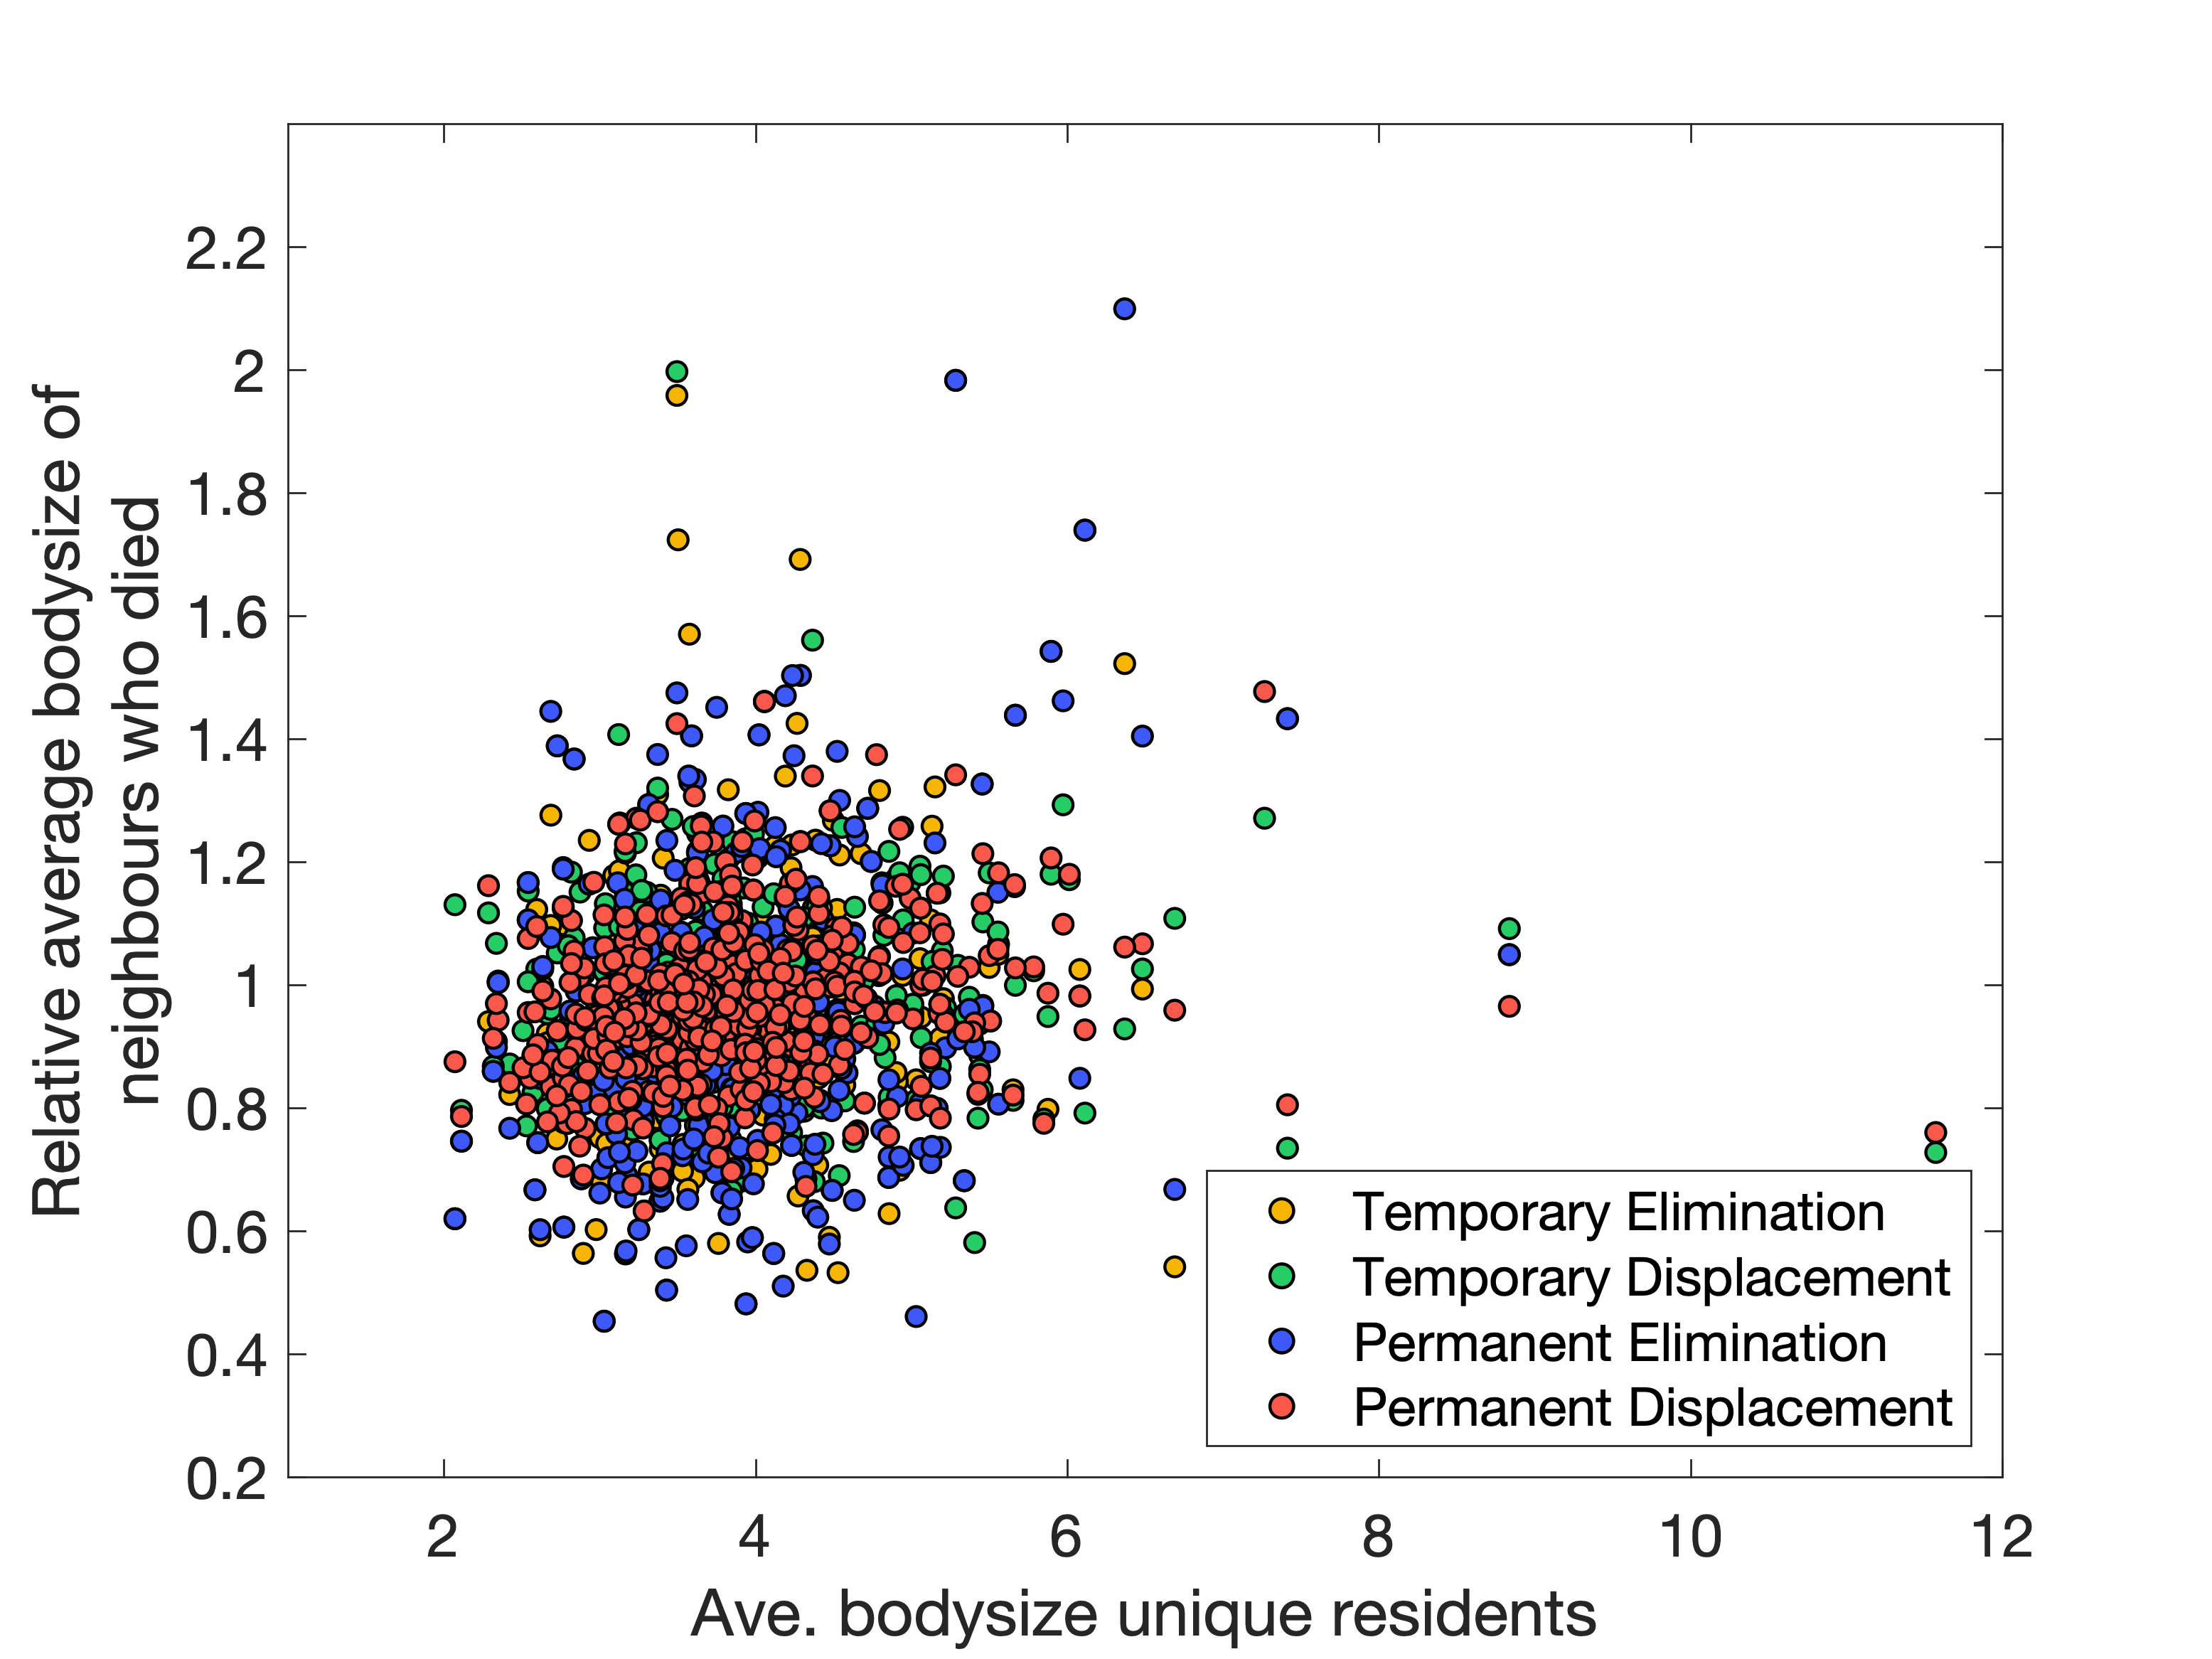 Relative average bodysize of
neighbours who died
2.2
2
1.8
1.6
1.4
1.2
1
0.8
0.6
0.4
0.2
Temporary Elimination
Temporary Displacement
Permanent Elimination
Permanent Displacement
2 4 6 8 10 12
Ave. bodysize unique residents